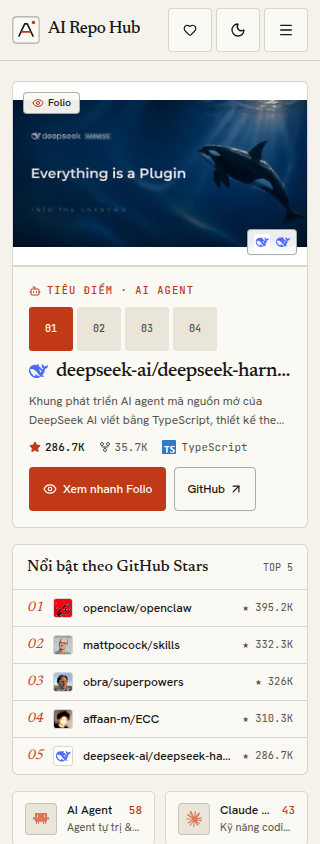 AI Repo Hub
Folio
deepseek HARNESS
Everything is a Plugin
INTO THE UNKNOWN
TIÊU ĐIỂM · AI AGENT
01 02 03 04
deepseek-ai/deepseek-harn...
Khung phát triển AI agent mã nguồn mở của
DeepSeek AI viết bằng TypeScript, thiết kế the...
286.7K 35.7K TS TypeScript
Xem nhanh Folio GitHub
Nổi bật theo GitHub Stars TOP 5
01 openclaw/openclaw ★ 395.2K
02 mattpocock/skills ★ 332.3K
03 obra/superpowers ★ 326K
04 affaan-m/ECC ★ 310.3K
05 deepseek-ai/deepseek-ha... ★ 286.7K
AI Agent 58
Agent tự trị &...
Claude ... 43
Kỹ năng codi...